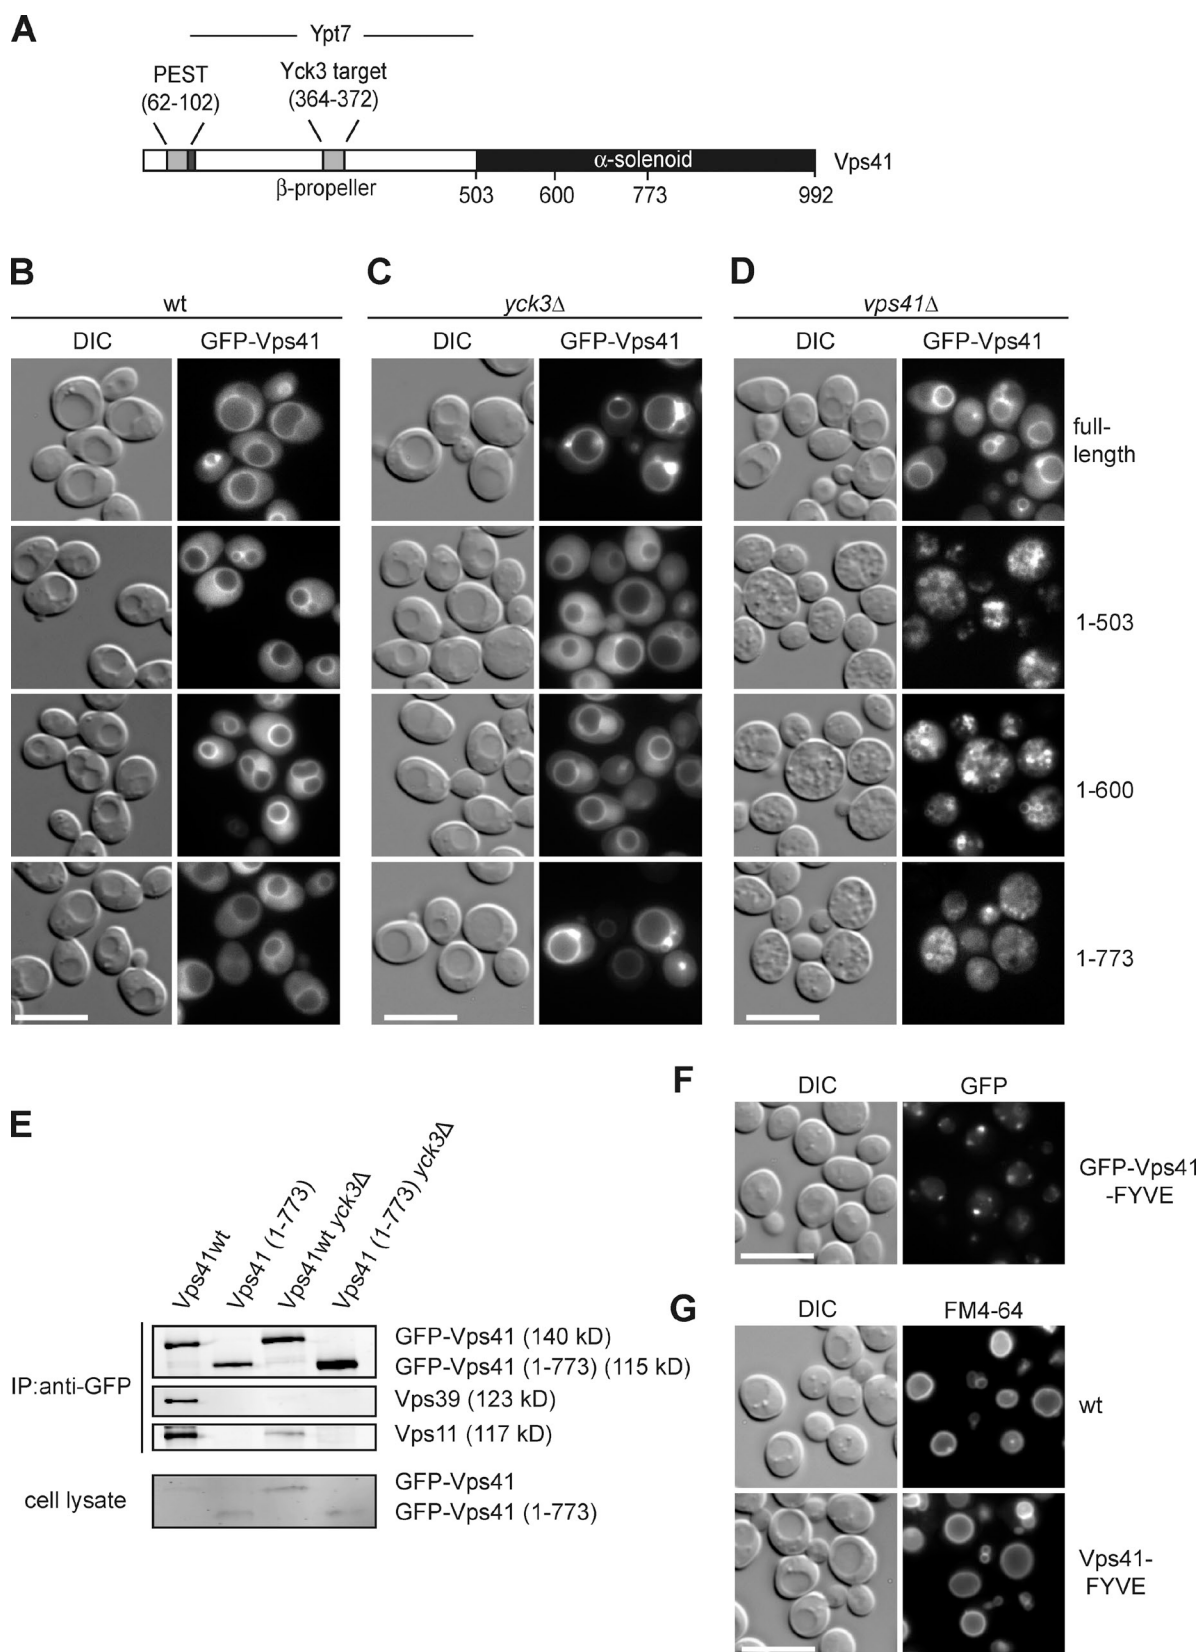 A
Ypt7
PEST
(62-102)
Yck3 target
(364-372)
α-solenoid
Vps41
β-propeller
503
600
773
992
B
C
D
wt
yck3Δ
vps41Δ
DIC
GFP-Vps41
DIC
GFP-Vps41
DIC
GFP-Vps41
full-
length
1-503
1-600
1-773
E
Vps41wt
Vps41 (1-773)
Vps41wt yck3Δ
Vps41 (1-773) yck3Δ
IP:anti-GFP
GFP-Vps41 (140 kD)
GFP-Vps41 (1-773) (115 kD)
Vps39 (123 kD)
Vps11 (117 kD)
cell lysate
GFP-Vps41
GFP-Vps41 (1-773)
F
DIC
GFP
GFP-Vps41
-FYVE
G
DIC
FM4-64
wt
Vps41-
FYVE